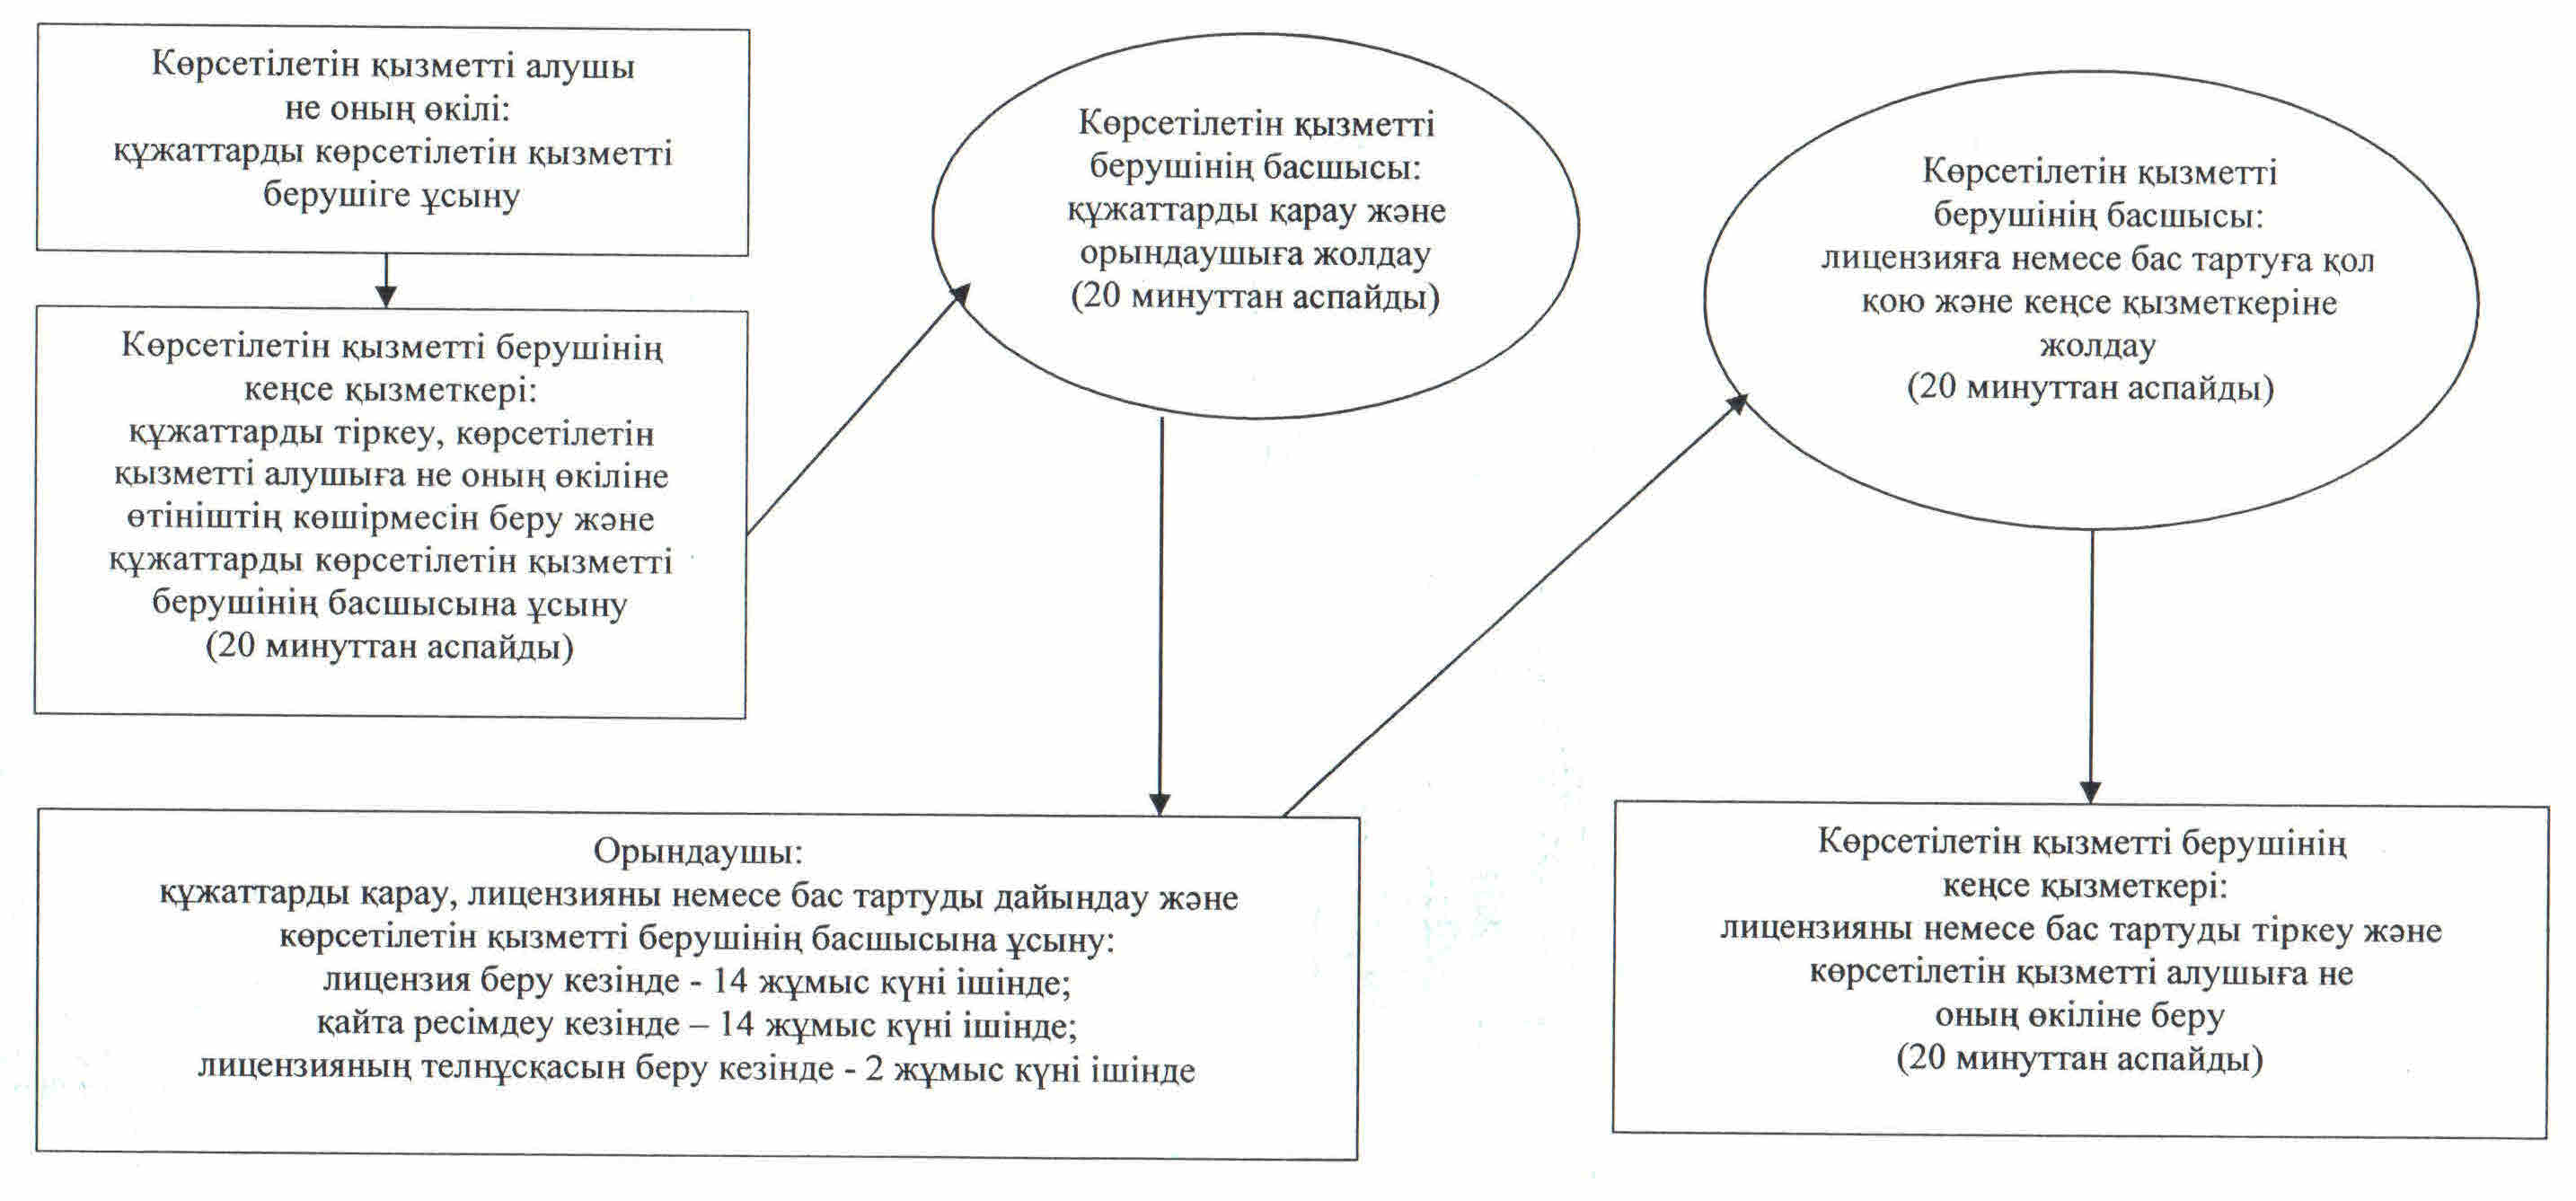 Көрсетілетін қызметті алушы
не оның өкілі:
құжаттарды көрсетілетін қызметті
берушіге ұсыну
Көрсетілетін қызметті берушінің
кеңсе қызметкері:
құжаттарды тіркеу, көрсетілетін
қызметті алушыға не оның өкіліне
өтініштің көшірмесін беру және
құжаттарды көрсетілетін қызметті
берушінің басшысына ұсыну
(20 минуттан аспайды)
Көрсетілетін қызметті
берушінің басшысы:
құжаттарды қарау және
орындаушыға жолдау
(20 минуттан аспайды)
Орындаушы:
құжаттарды қарау, лицензияны немесе бас тартуды дайындау және
көрсетілетін қызметті берушінің басшысына ұсыну:
лицензия беру кезінде - 14 жұмыс күні ішінде;
қайта ресімдеу кезінде – 14 жұмыс күні ішінде;
лицензияның телнұсқасын беру кезінде - 2 жұмыс күні ішінде
Көрсетілетін қызметті
берушінің басшысы:
лицензияға немесе бас тартуға қол
қою және кеңсе қызметкеріне
жолдау
(20 минуттан аспайды)
Көрсетілетін қызметті берушінің
кеңсе қызметкері:
лицензияны немесе бас тартуды тіркеу және
көрсетілетін қызметті алушыға не
оның өкіліне беру
(20 минуттан аспайды)